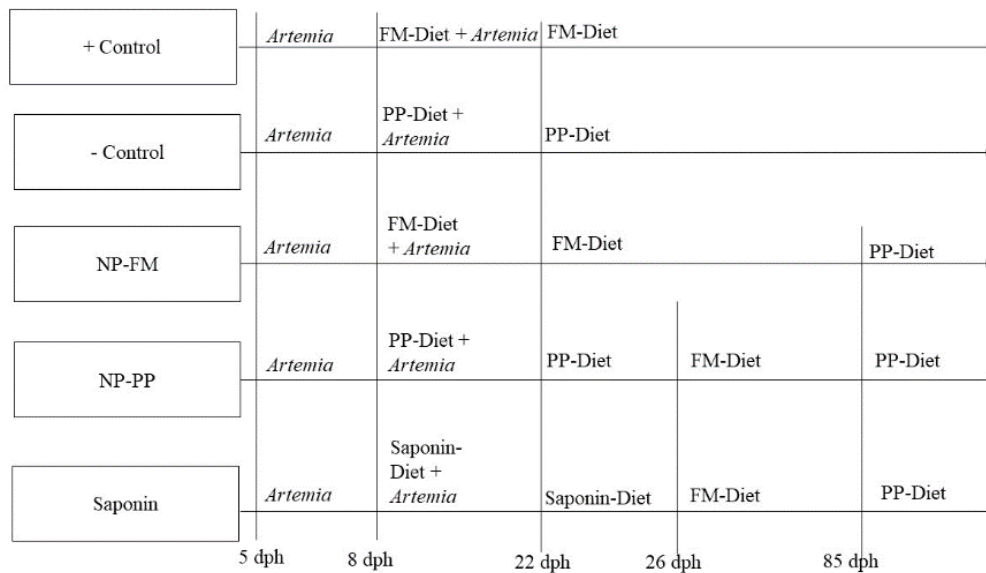 + Control
Artemia
FM-Diet + Artemia
FM-Diet
- Control
Artemia
PP-Diet +
Artemia
PP-Diet
NP-FM
Artemia
FM-Diet
+ Artemia
FM-Diet
PP-Diet
NP-PP
Artemia
PP-Diet +
Artemia
PP-Diet
FM-Diet
PP-Diet
Saponin
Artemia
Saponin-
Diet +
Artemia
Saponin-Diet
FM-Diet
PP-Diet
5 dph
8 dph
22 dph
26 dph
85 dph